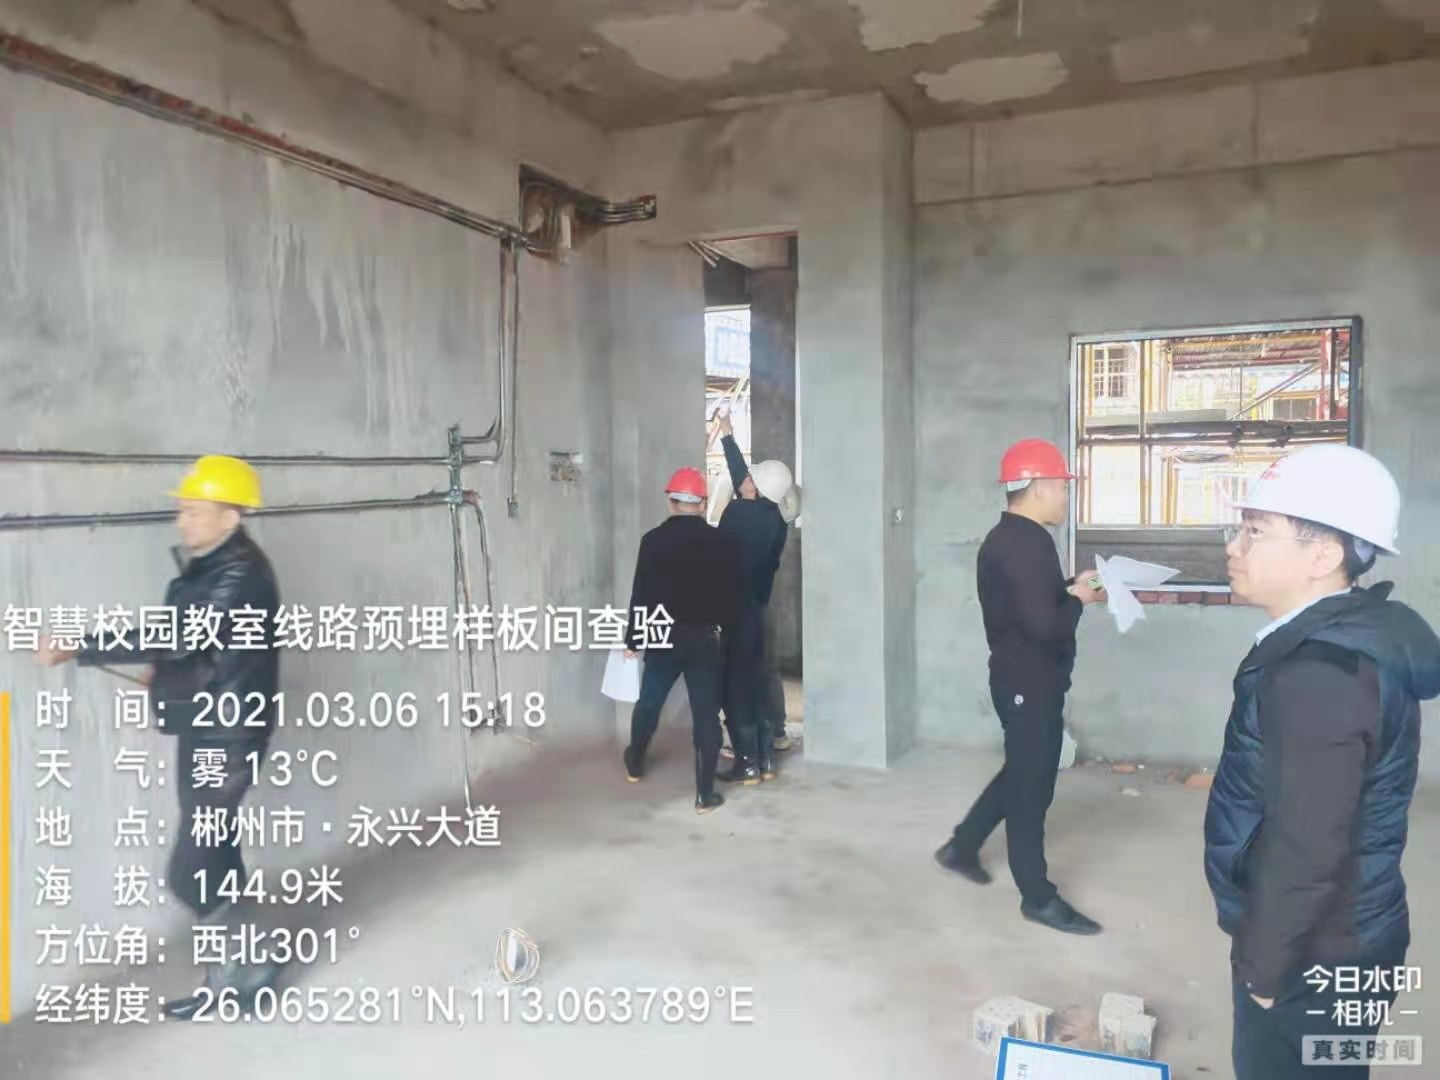 智慧校园教室线路预埋样板间查验
时 间：2021.03.06 15:18
天 气：雾 13℃
地 点：郴州市·永兴大道
海 拔：144.9米
方位角：西北301°
经纬度：26.065281°N,113.063789°E
今日水印
-相机-
真实时间